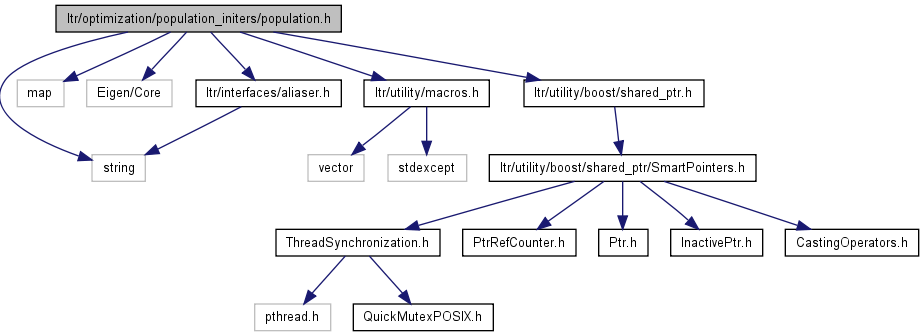 ltr/optimization/population_initers/population.h
map
Eigen/Core
ltr/interfaces/aliaser.h
ltr/utility/macros.h
ltr/utility/boost/shared_ptr.h
string
vector
stdexcept
ltr/utility/boost/shared_ptr/SmartPointers.h
ThreadSynchronization.h
PtrRefCounter.h
Ptr.h
InactivePtr.h
CastingOperators.h
pthread.h
QuickMutexPOSIX.h